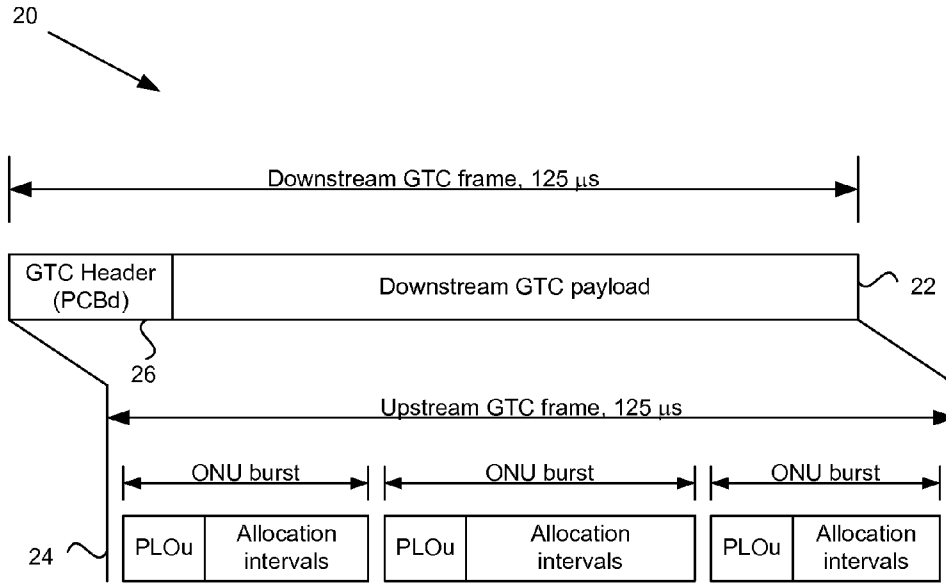 20
Downstream GTC frame, 125 μs
GTC Header
(PCBd)
Downstream GTC payload
22
26
Upstream GTC frame, 125 μs
ONU burst
ONU burst
ONU burst
24
PLOu
Allocation
intervals
PLOu
Allocation
intervals
PLOu
Allocation
intervals